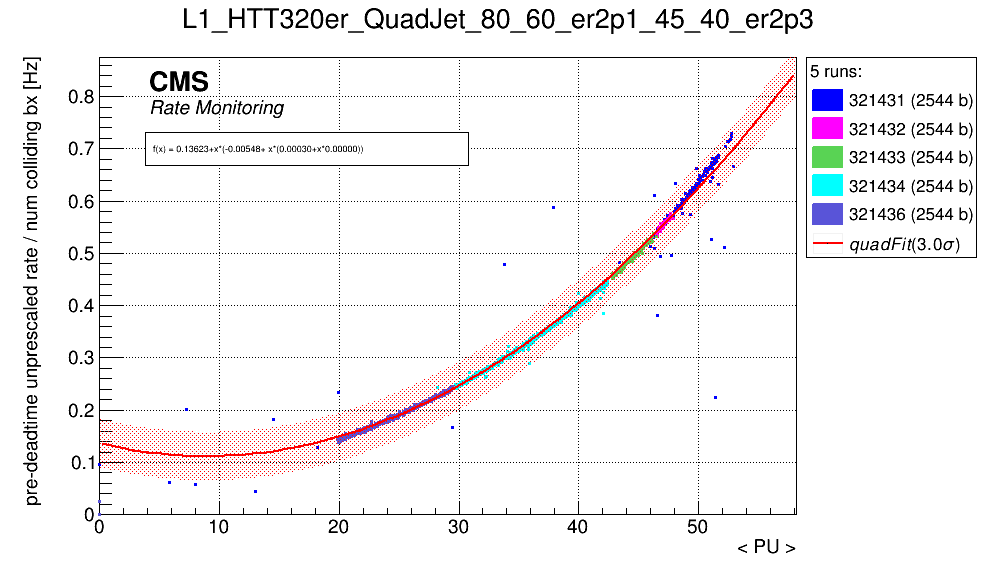 L1_HTT320er_QuadJet_80_60_er2p1_45_40_er2p3
pre-deadtime unprescaled rate / num colliding bx [Hz]
CMS
Rate Monitoring
f(x) = 0.13623+x*(-0.00548+ x*(0.00030+x*0.00000))
0.8
0.7
0.6
0.5
0.4
0.3
0.2
0.1
0
0 10 20 30 40 50
< PU >
5 runs:
321431 (2544 b)
321432 (2544 b)
321433 (2544 b)
321434 (2544 b)
321436 (2544 b)
quadFit(3.0σ)